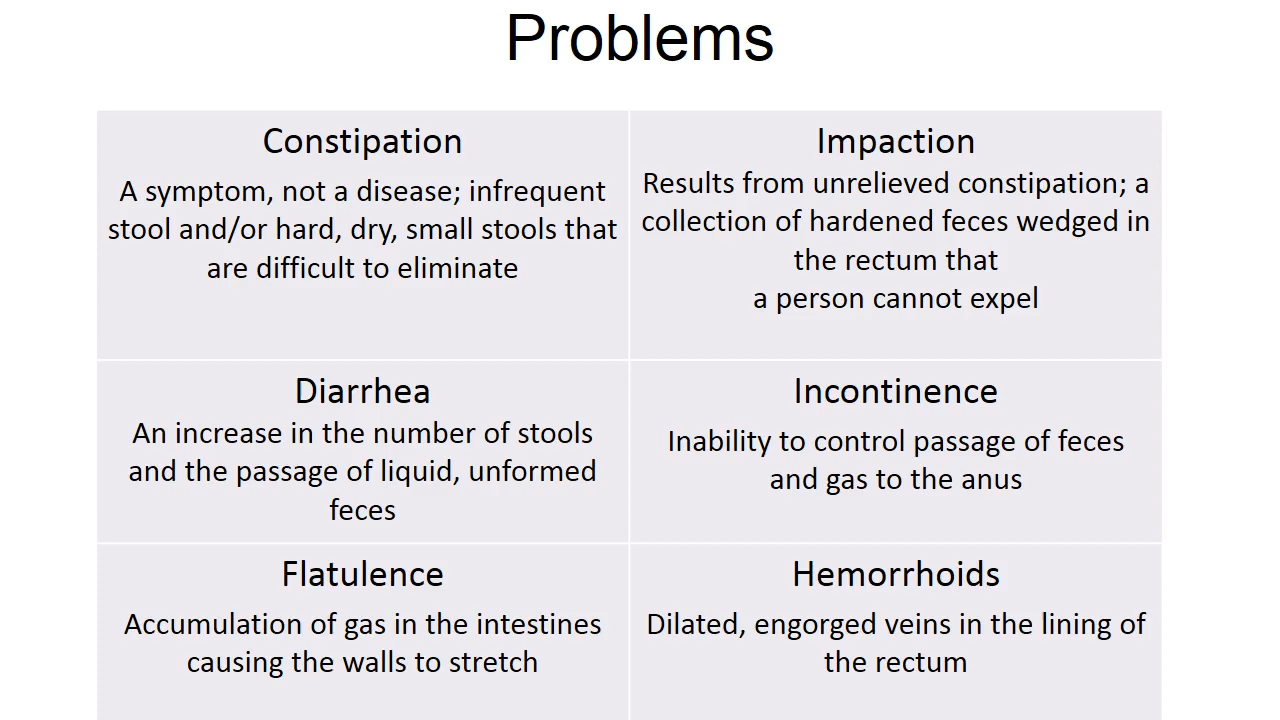 Problems
Constipation
A symptom, not a disease; infrequent
stool and/or hard, dry, small stools that
are difficult to eliminate
Impaction
Results from unrelieved constipation; a
collection of hardened feces wedged in
the rectum that
a person cannot expel
Diarrhea
An increase in the number of stools
and the passage of liquid, unformed
feces
Incontinence
Inability to control passage of feces
and gas to the anus
Flatulence
Accumulation of gas in the intestines
causing the walls to stretch
Hemorrhoids
Dilated, engorged veins in the lining of
the rectum